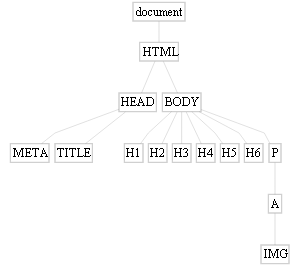 document
HTML
HEAD BODY
META TITLE H1 H2 H3 H4 H5 H6 P
A
IMG